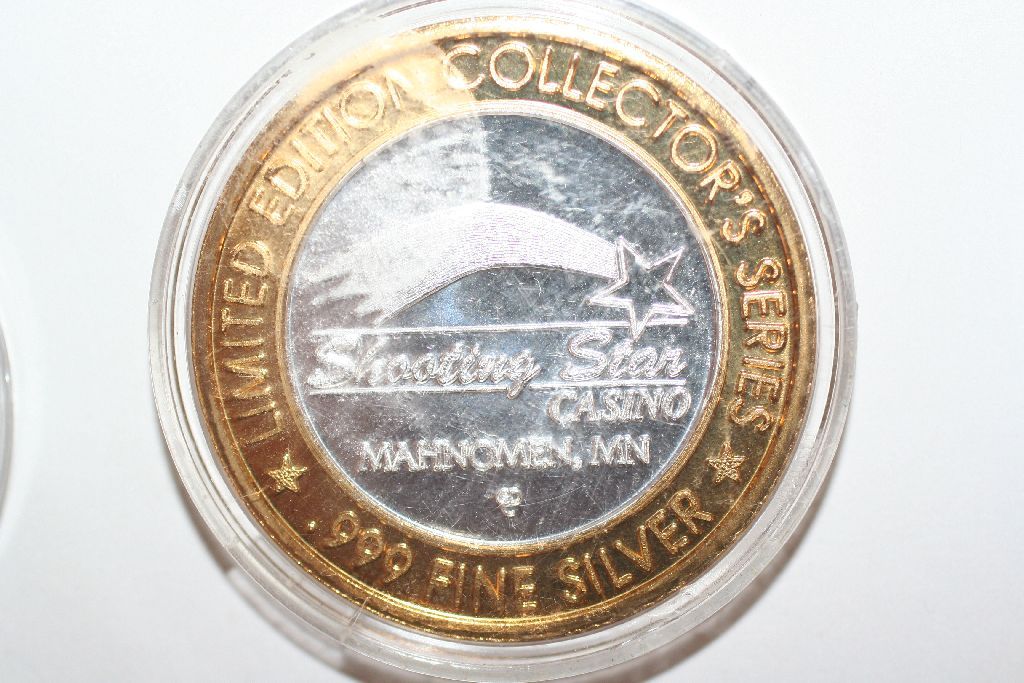 LIMITED EDITION COLLECTOR'S SERIES
Shooting Star
CASINO
MAHNOMEN, MN
.999 FINE SILVER